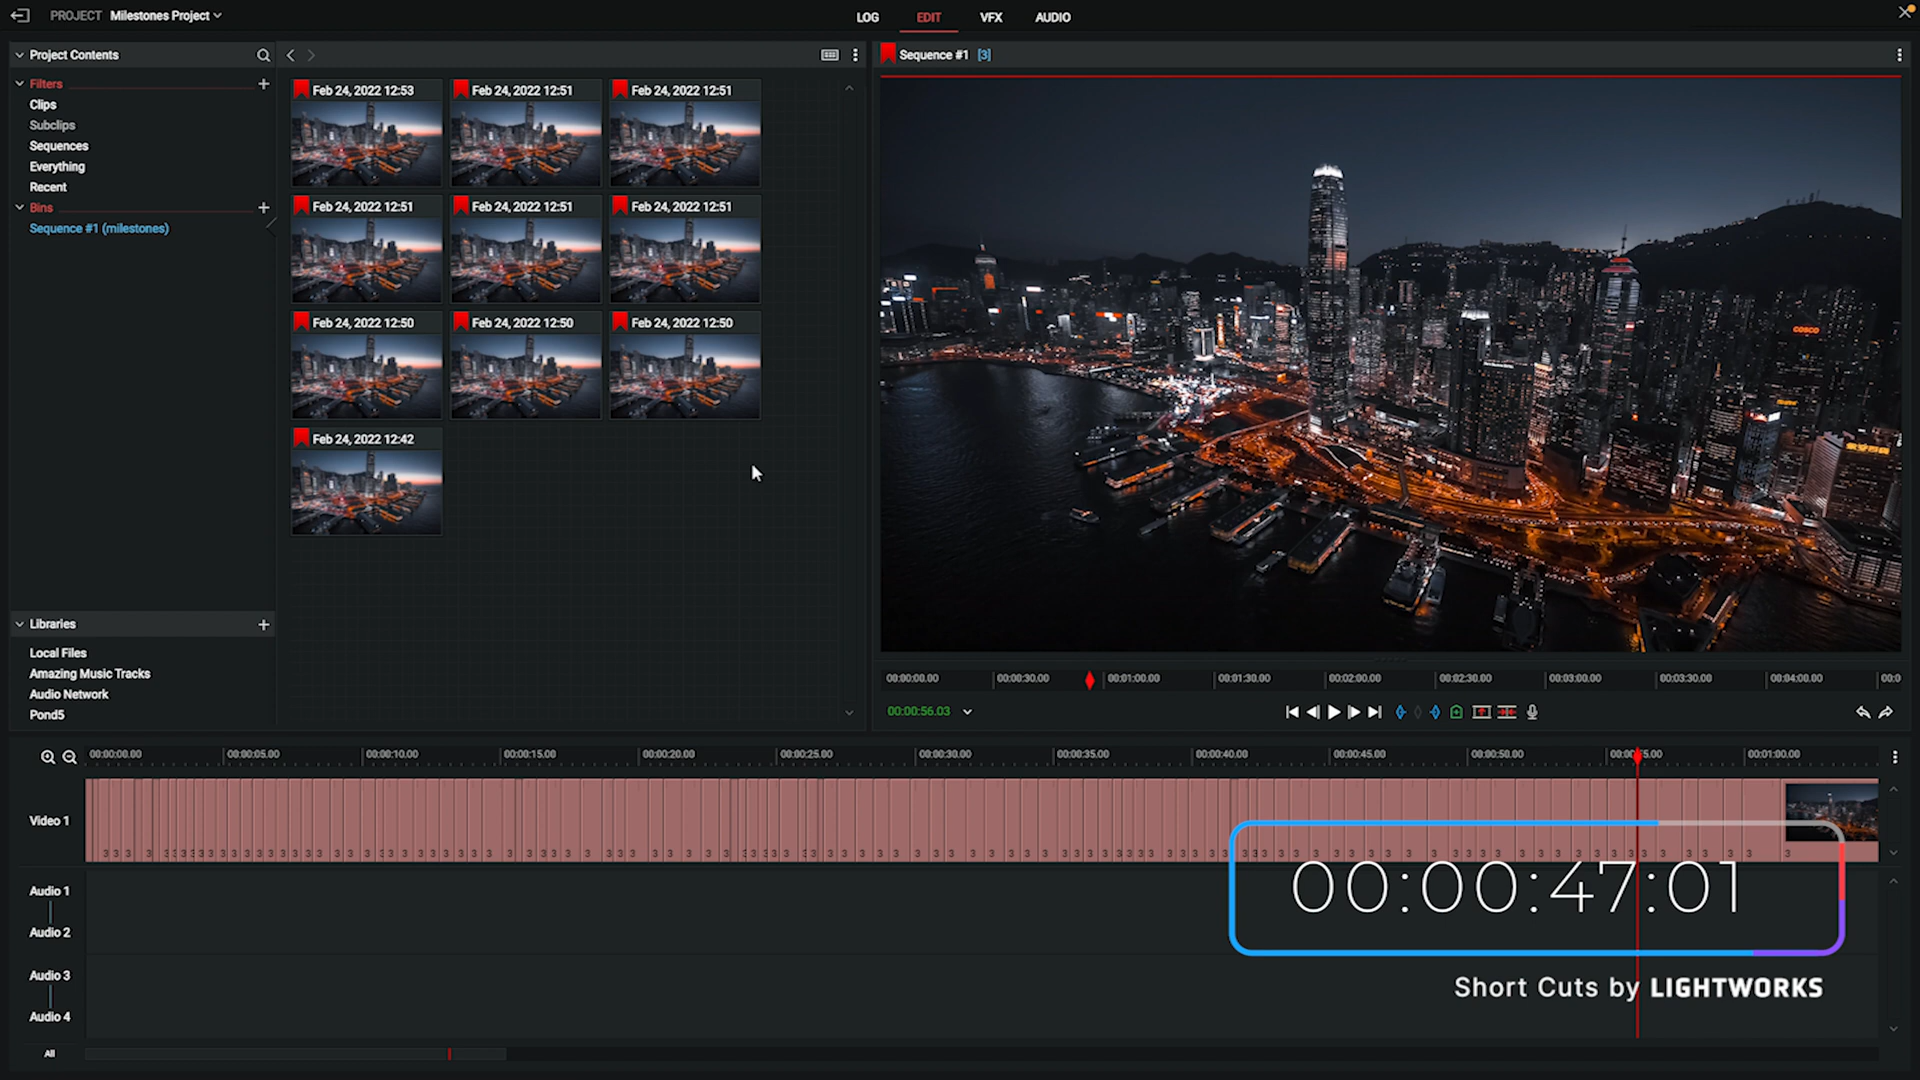 PROJECT Milestones Project
LOG EDIT VFX AUDIO
Project Contents
Filters
Clips
Subclips
Sequences
Everything
Recent
Bins
Sequence #1 (milestones)
Libraries
Local Files
Amazing Music Tracks
Audio Network
Pond5
Feb 24, 2022 12:53
Feb 24, 2022 12:51
Feb 24, 2022 12:51
Feb 24, 2022 12:51
Feb 24, 2022 12:51
Feb 24, 2022 12:51
Feb 24, 2022 12:50
Feb 24, 2022 12:50
Feb 24, 2022 12:50
Feb 24, 2022 12:42
Sequence #1 [3]
COSCO
00:00:00.00 00:00:30.00 00:01:00.00 00:01:30.00 00:02:00.00 00:02:30.00 00:03:00.00 00:03:30.00 00:04:00.00 00:0
00:00:56.03
00:00:00.00 00:00:05.00 00:00:10.00 00:00:15.00 00:00:20.00 00:00:25.00 00:00:30.00 00:00:35.00 00:00:40.00 00:00:45.00 00:00:50.00 00:01:00.00
Video 1
Audio 1
Audio 2
Audio 3
Audio 4
All
00:00:47:01
Short Cuts by LIGHTWORKS